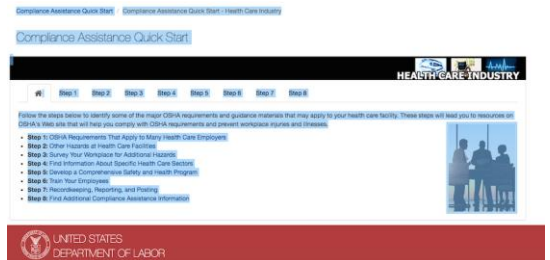 Compliance Assistance Quick Start / Compliance Assistance Quick Start - Health Care Industry
Compliance Assistance Quick Start
HEALTH CARE INDUSTRY
Step 1 Step 2 Step 3 Step 4 Step 5 Step 6 Step 7 Step 8
Follow the steps below to identify some of the major OSHA requirements and guidance materials that may apply to your health care facility. These steps will lead you to resources on
OSHA's Web site that will help you comply with OSHA requirements and prevent workplace injuries and illnesses.
• Step 1: OSHA Requirements That Apply to Many Health Care Employers
• Step 2: Other Hazards at Health Care Facilities
• Step 3: Survey Your Workplace for Additional Hazards
• Step 4: Find Information About Specific Health Care Sectors
• Step 5: Develop a Comprehensive Safety and Health Program
• Step 6: Train Your Employees
• Step 7: Recordkeeping, Reporting, and Posting
• Step 8: Find Additional Compliance Assistance Information
UNITED STATES
DEPARTMENT OF LABOR